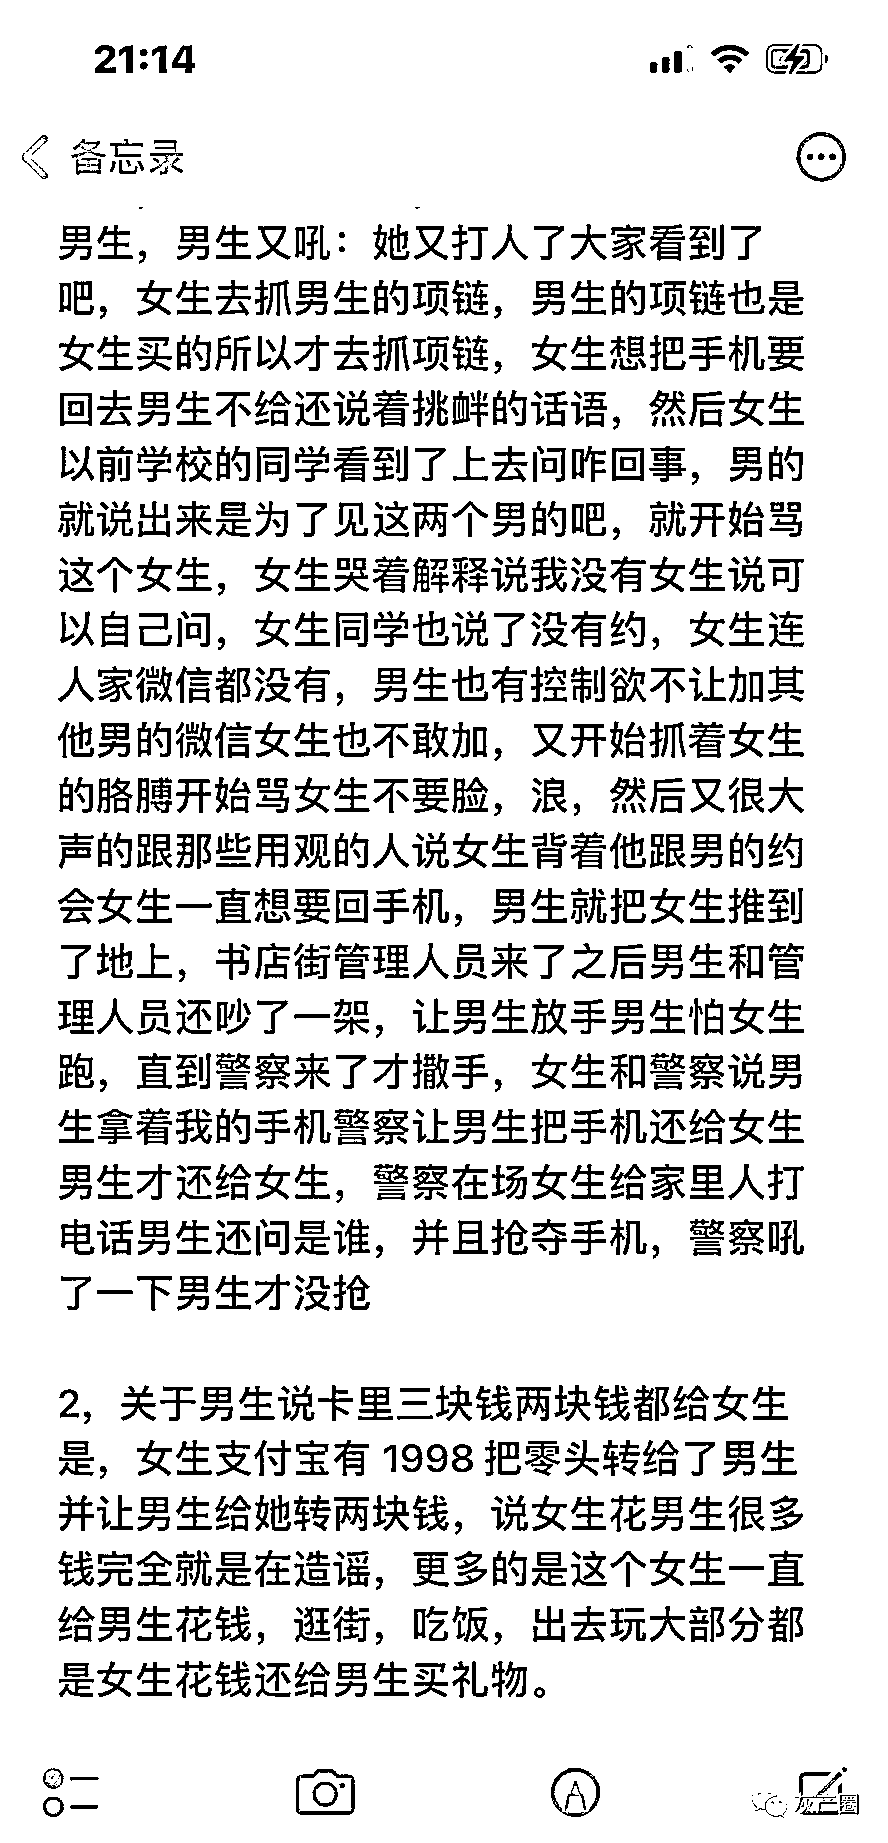 21:14
备忘录
男生，男生又吼：她又打人了大家看到了
吧，女生去抓男生的项链，男生的项链也是
女生买的所以才去抓项链，女生想把手机要
回去男生不给还说着挑衅的话语，然后女生
以前学校的同学看到了上去问咋回事，男的
就说出来是为了见这两个男的吧，就开始骂
这个女生，女生哭着解释说我没有女生说可
以自己问，女生同学也说了没有约，女生连
人家微信都没有，男生也有控制欲不让加其
他男的微信女生也不敢加，又开始抓着女生
的胳膊开始骂女生不要脸，浪，然后又很大
声的跟那些用观的人说女生背着他跟男的约
会女生一直想要回手机，男生就把女生推到
了地上，书店街管理人员来了之后男生和管
理人员还吵了一架，让男生放手男生怕女生
跑，直到警察来了才撒手，女生和警察说男
生拿着我的手机警察让男生把手机还给女生
男生才还给女生，警察在场女生给家里人打
电话男生还问是谁，并且抢夺手机，警察吼
了一下男生才没抢
2，关于男生说卡里三块钱两块钱都给女生
是，女生支付宝有 1998 把零头转给了男生
并让男生给她转两块钱，说女生花男生很多
钱完全就是在造谣，更多的是这个女生一直
给男生花钱，逛街，吃饭，出去玩大部分都
是女生花钱还给男生买礼物。
灰产圈